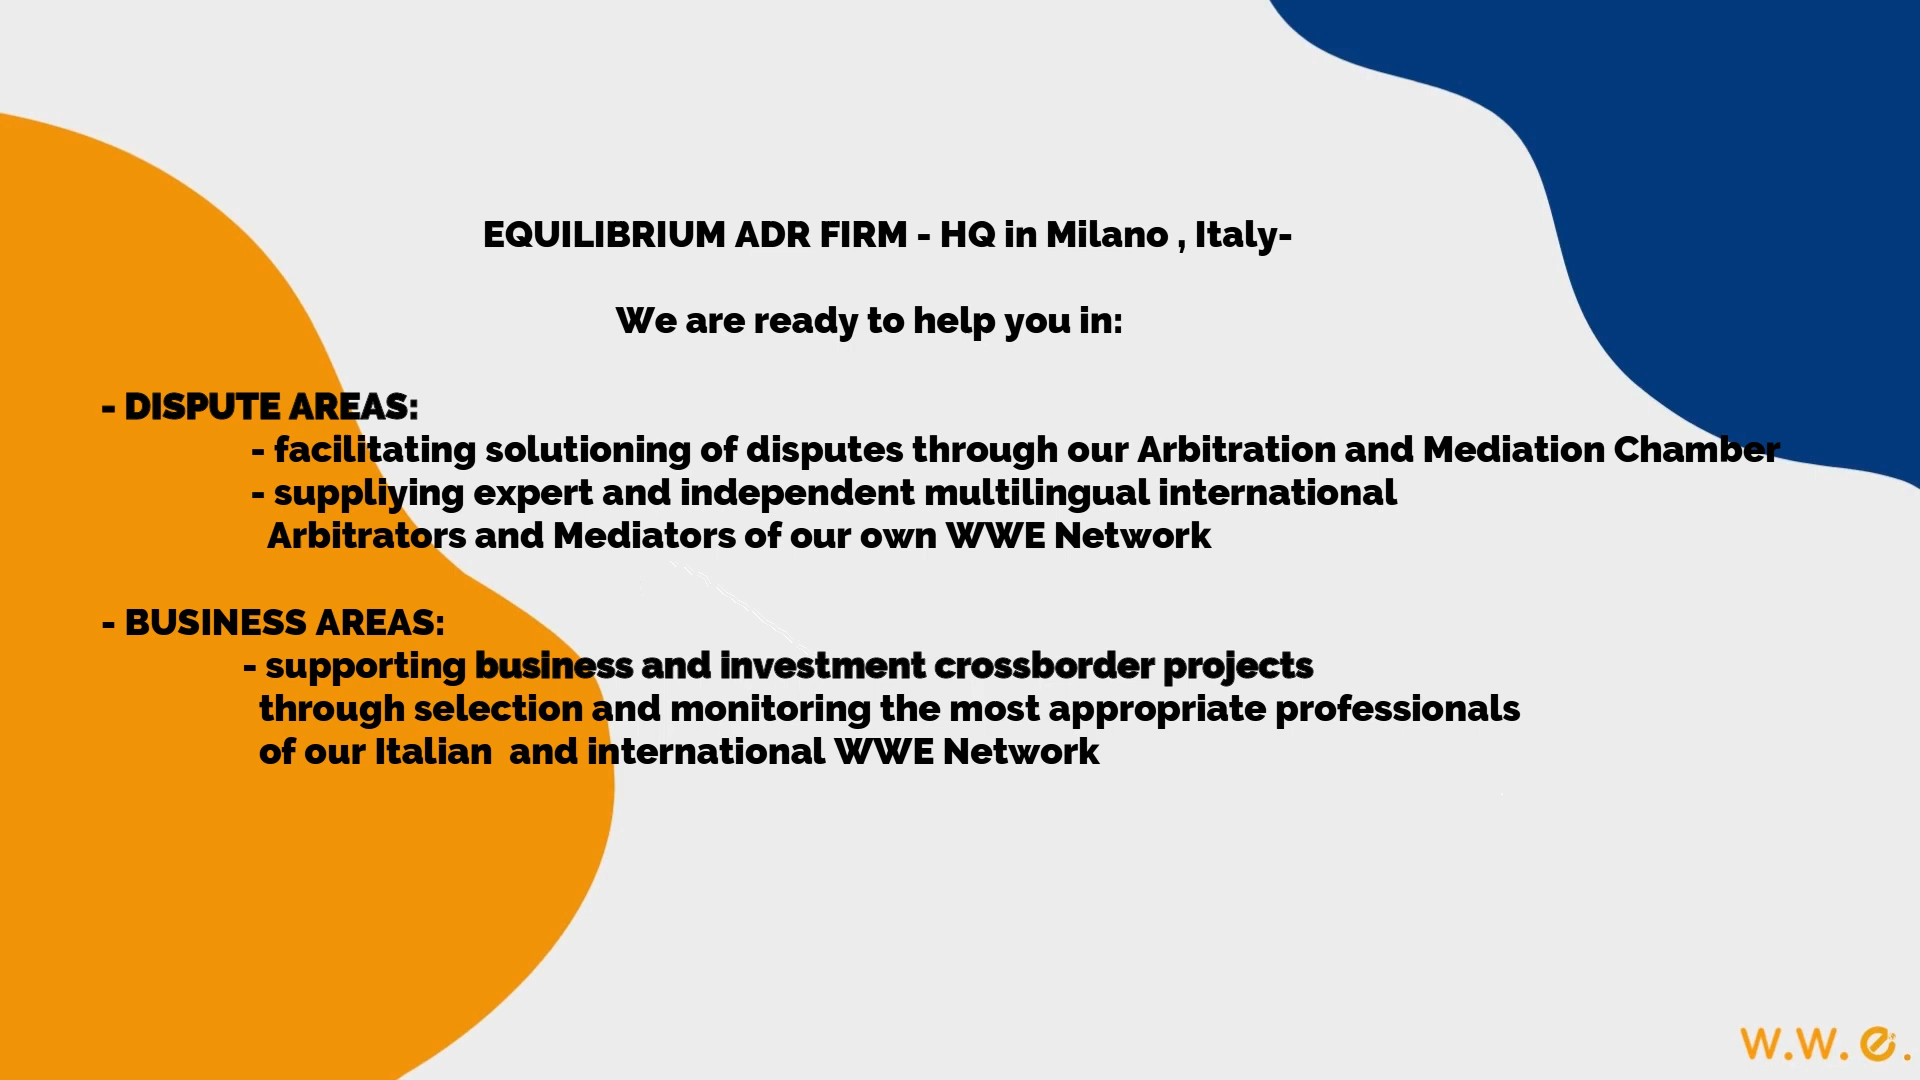 EQUILIBRIUM ADR FIRM - HQ in Milano , Italy-
We are ready to help you in:
- DISPUTE AREAS:
- facilitating solutioning of disputes through our Arbitration and Mediation Chamber
- suppliying expert and independent multilingual international
Arbitrators and Mediators of our own WWE Network
- BUSINESS AREAS:
- supporting business and investment crossborder projects
through selection and monitoring the most appropriate professionals
of our Italian and international WWE Network
w.w.e.